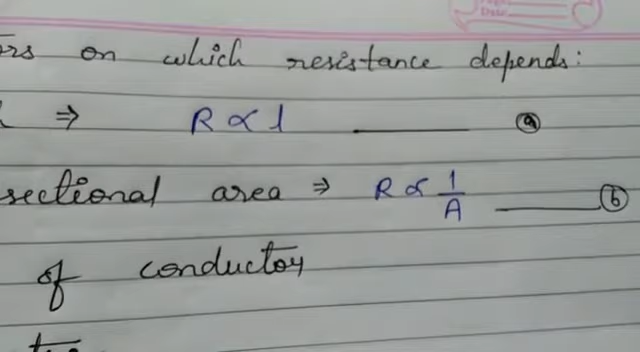 on which resistance depends:
⇒ R ∝ l ⓐ
sectional area ⇒ R ∝ 1/A ⓑ
of conductor